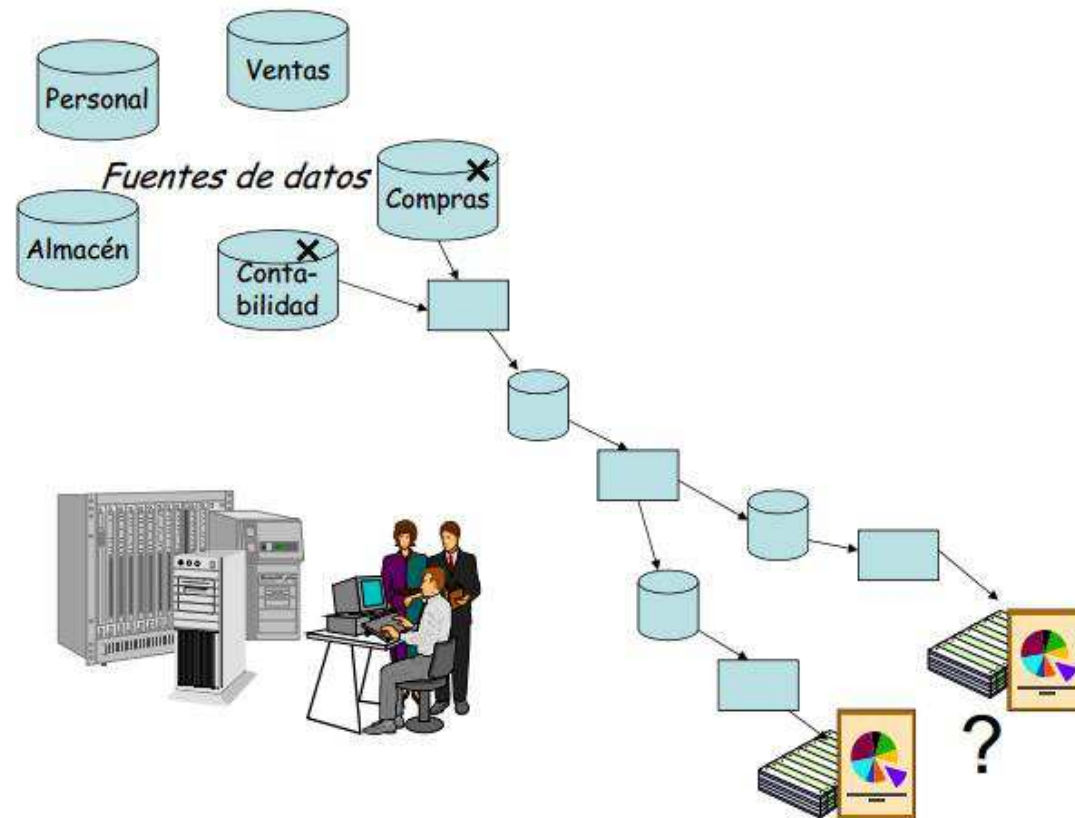 Ventas
Personal
Fuentes de datos
Compras
Almacén
Conta-
bilidad
?